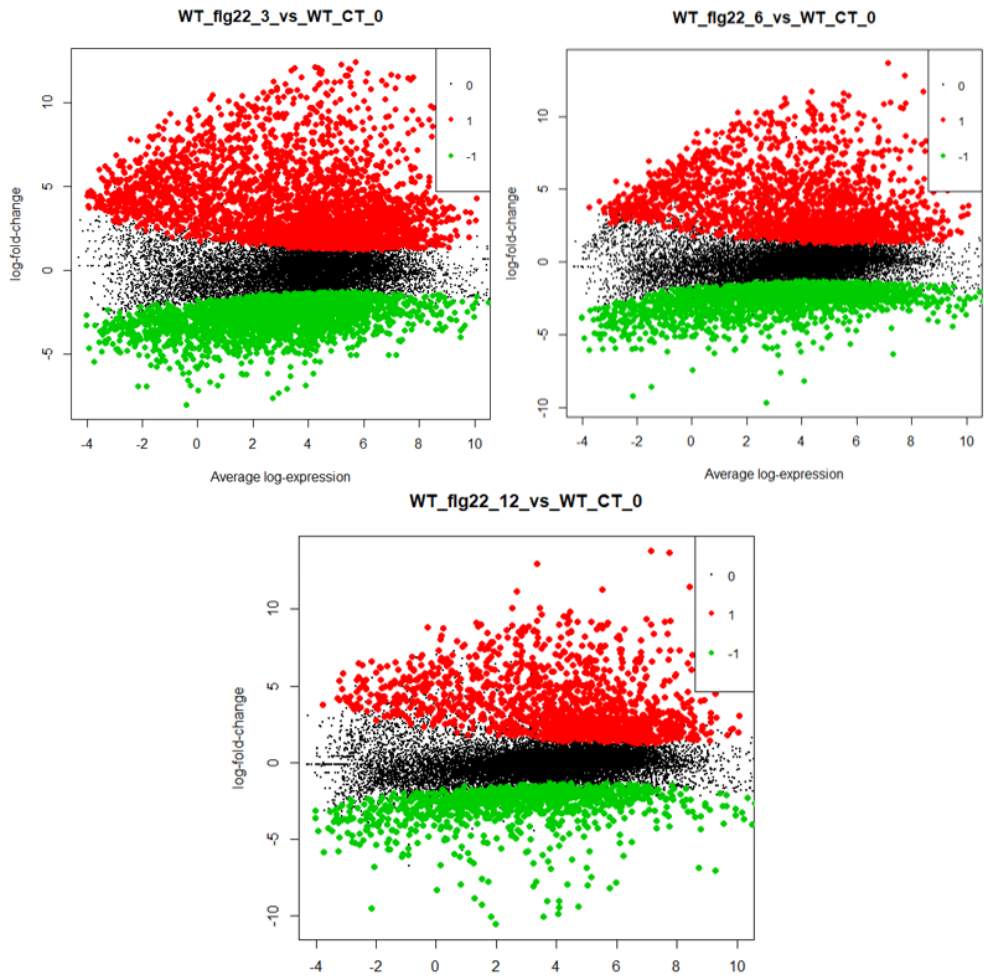 WT_flg22_3_vs_WT_CT_0
WT_flg22_6_vs_WT_CT_0
0
1
-1
0
1
-1
log-fold-change
10
5
0
-5
log-fold-change
10
5
0
-5
-10
-4 -2 0 2 4 6 8 10
-4 -2 0 2 4 6 8 10
Average log-expression
Average log-expression
WT_flg22_12_vs_WT_CT_0
0
1
-1
log-fold-change
10
5
0
-5
-10
-4 -2 0 2 4 6 8 10